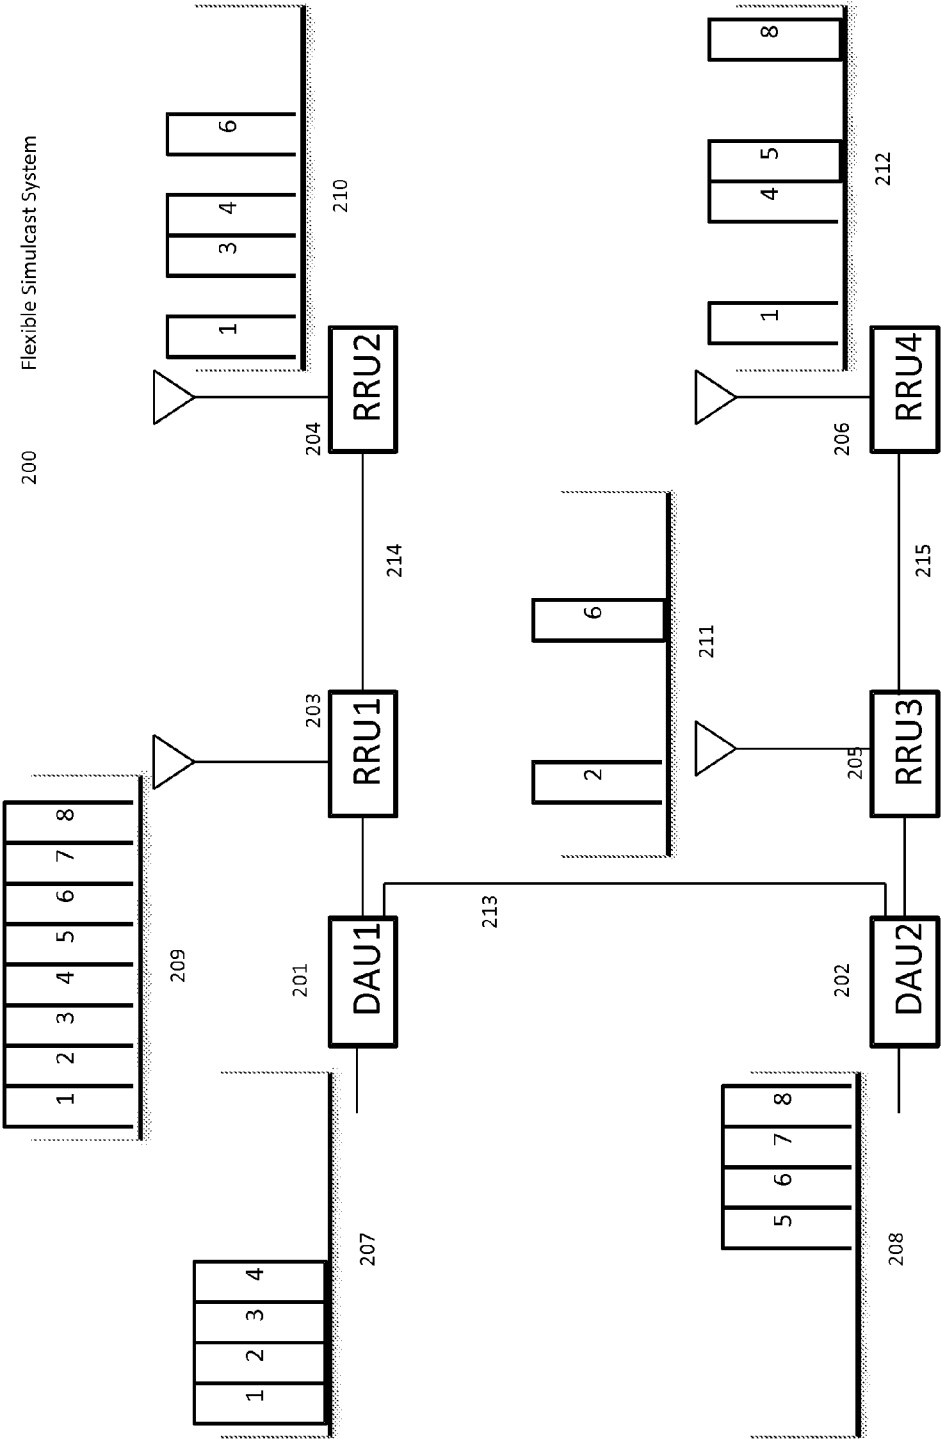 200 Flexible Simulcast System
1 2 3 4 5 6 7 8
209
1 3 4 6
210
1 2 3 4
207
201 203 204
DAU1 RRU1 RRU2
214
213
2 6
211
1 4 5 8
212
5 6 7 8
208
202 205 206
DAU2 RRU3 RRU4
215